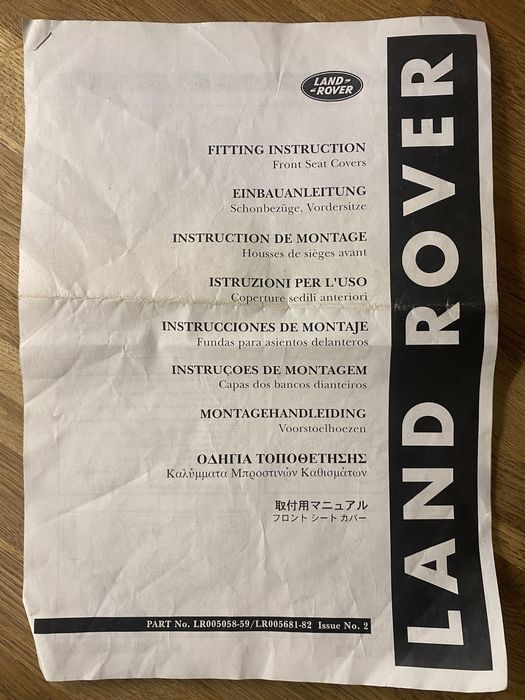 LAND
ROVER
FITTING INSTRUCTION
Front Seat Covers
EINBAUANLEITUNG
Schonbezüge, Vordersitze
INSTRUCTION DE MONTAGE
Housses de sièges avant
ISTRUZIONI PER L'USO
Coperture sedili anteriori
INSTRUCCIONES DE MONTAJE
Fundas para asientos delanteros
INSTRUÇOES DE MONTAGEM
Capas dos bancos dianteiros
MONTAGEHANDLEIDING
Voorstoelhoezen
ΟΔΗΓΙΑ ΤΟΠΟΘΕΤΗΣΗΣ
Καλύμματα Μπροστινών Καθισμάτων
取付用マニュアル
フロント シート カバー
PART No. LR005058-59/LR005681-82 Issue No. 2
LAND ROVER